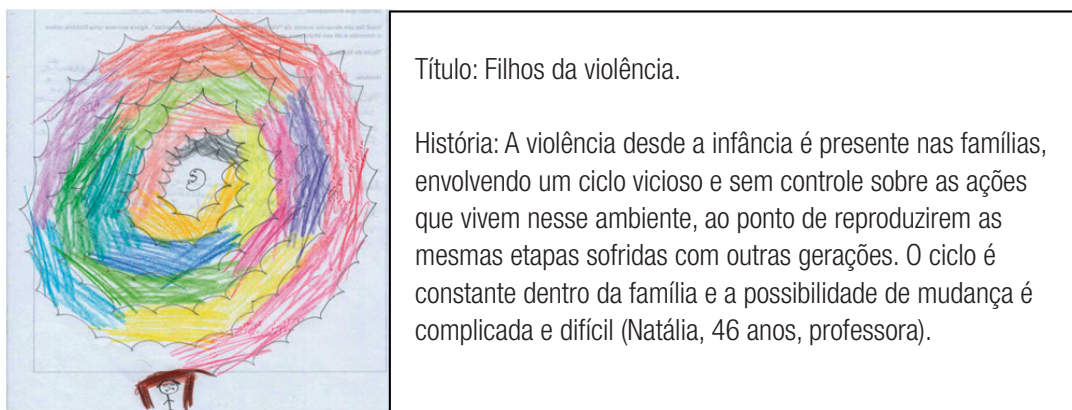 Título: Filhos da violência.
História: A violência desde a infância é presente nas famílias,
envolvendo um ciclo vicioso e sem controle sobre as ações
que vivem nesse ambiente, ao ponto de reproduzirem as
mesmas etapas sofridas com outras gerações. O ciclo é
constante dentro da família e a possibilidade de mudança é
complicada e difícil (Natália, 46 anos, professora).